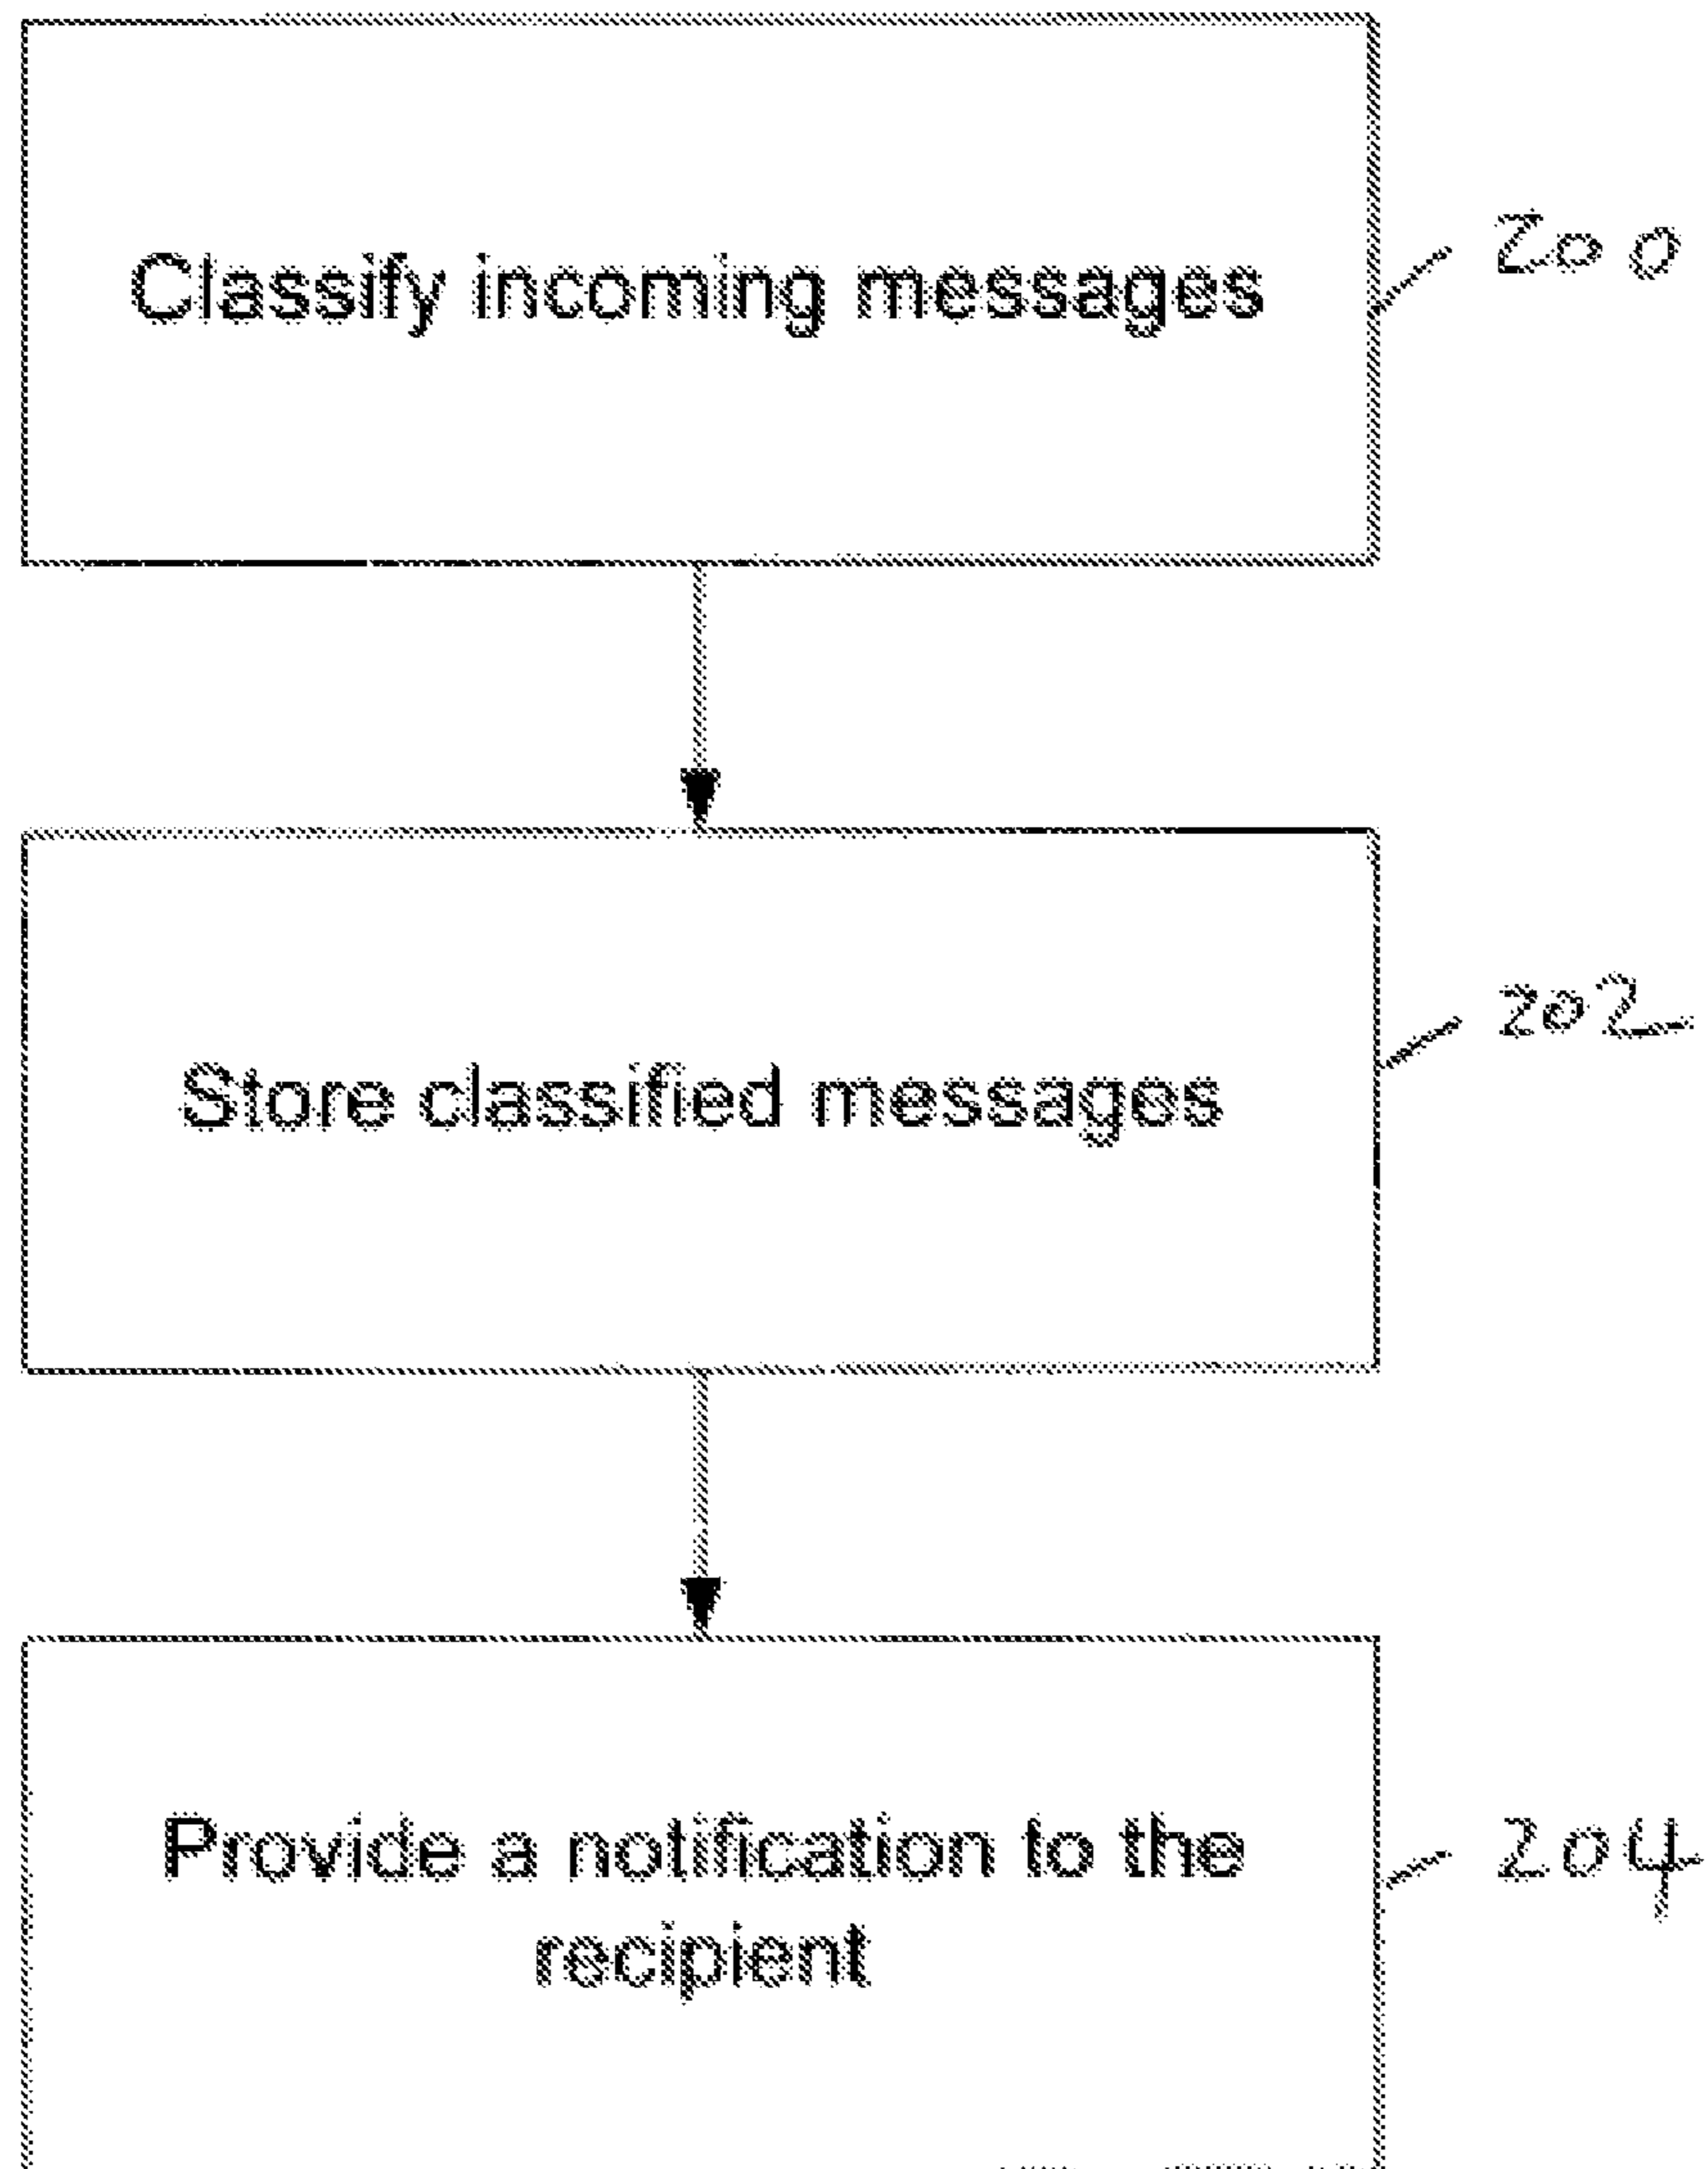 Classify incoming messages
200
Store classified messages
202
Provide a notification to the
recipient
204